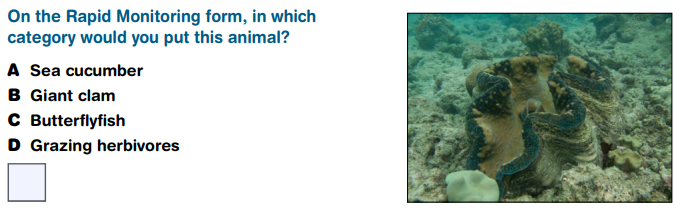 On the Rapid Monitoring form, in which
category would you put this animal?
A Sea cucumber
B Giant clam
C Butterflyfish
D Grazing herbivores